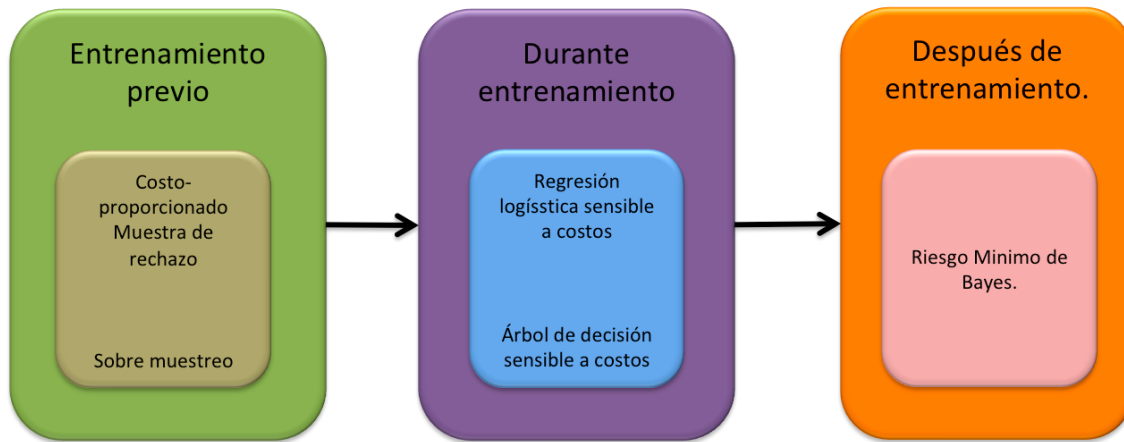 Entrenamiento
previo
Costo-
proporcionado
Muestra de
rechazo
Sobre muestreo
Durante
entrenamiento
Regresión
logísstica sensible
a costos
Árbol de decisión
sensible a costos
Después de
entrenamiento.
Riesgo Minimo de
Bayes.